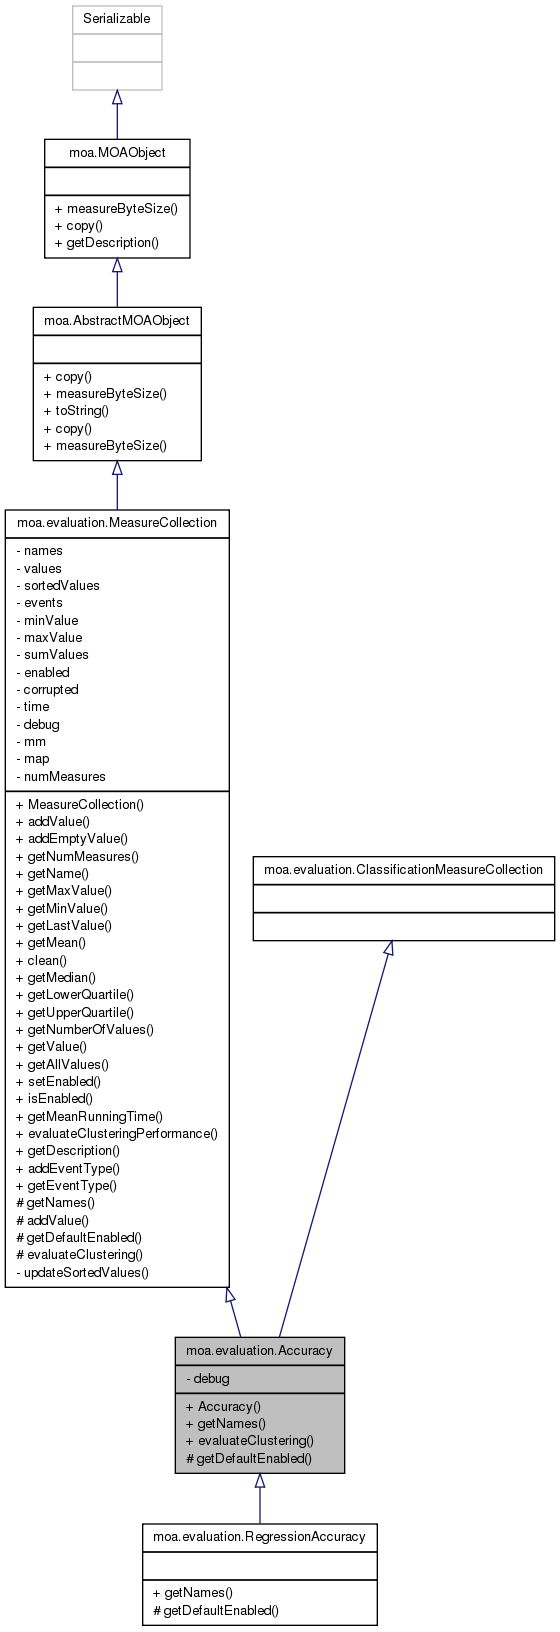 Serializable
moa.MOAObject
+ measureByteSize()
+ copy()
+ getDescription()
moa.AbstractMOAObject
+ copy()
+ measureByteSize()
+ toString()
+ copy()
+ measureByteSize()
moa.evaluation.MeasureCollection
- names
- values
- sortedValues
- events
- minValue
- maxValue
- sumValues
- enabled
- corrupted
- time
- debug
- mm
- map
- numMeasures
+ MeasureCollection()
+ addValue()
+ addEmptyValue()
+ getNumMeasures()
+ getName()
+ getMaxValue()
+ getMinValue()
+ getLastValue()
+ getMean()
+ clean()
+ getMedian()
+ getLowerQuartile()
+ getUpperQuartile()
+ getNumberOfValues()
+ getValue()
+ getAllValues()
+ setEnabled()
+ isEnabled()
+ getMeanRunningTime()
+ evaluateClusteringPerformance()
+ getDescription()
+ addEventType()
+ getEventType()
# getNames()
# addValue()
# getDefaultEnabled()
# evaluateClustering()
- updateSortedValues()
moa.evaluation.ClassificationMeasureCollection
moa.evaluation.Accuracy
- debug
+ Accuracy()
+ getNames()
+ evaluateClustering()
# getDefaultEnabled()
moa.evaluation.RegressionAccuracy
+ getNames()
# getDefaultEnabled()